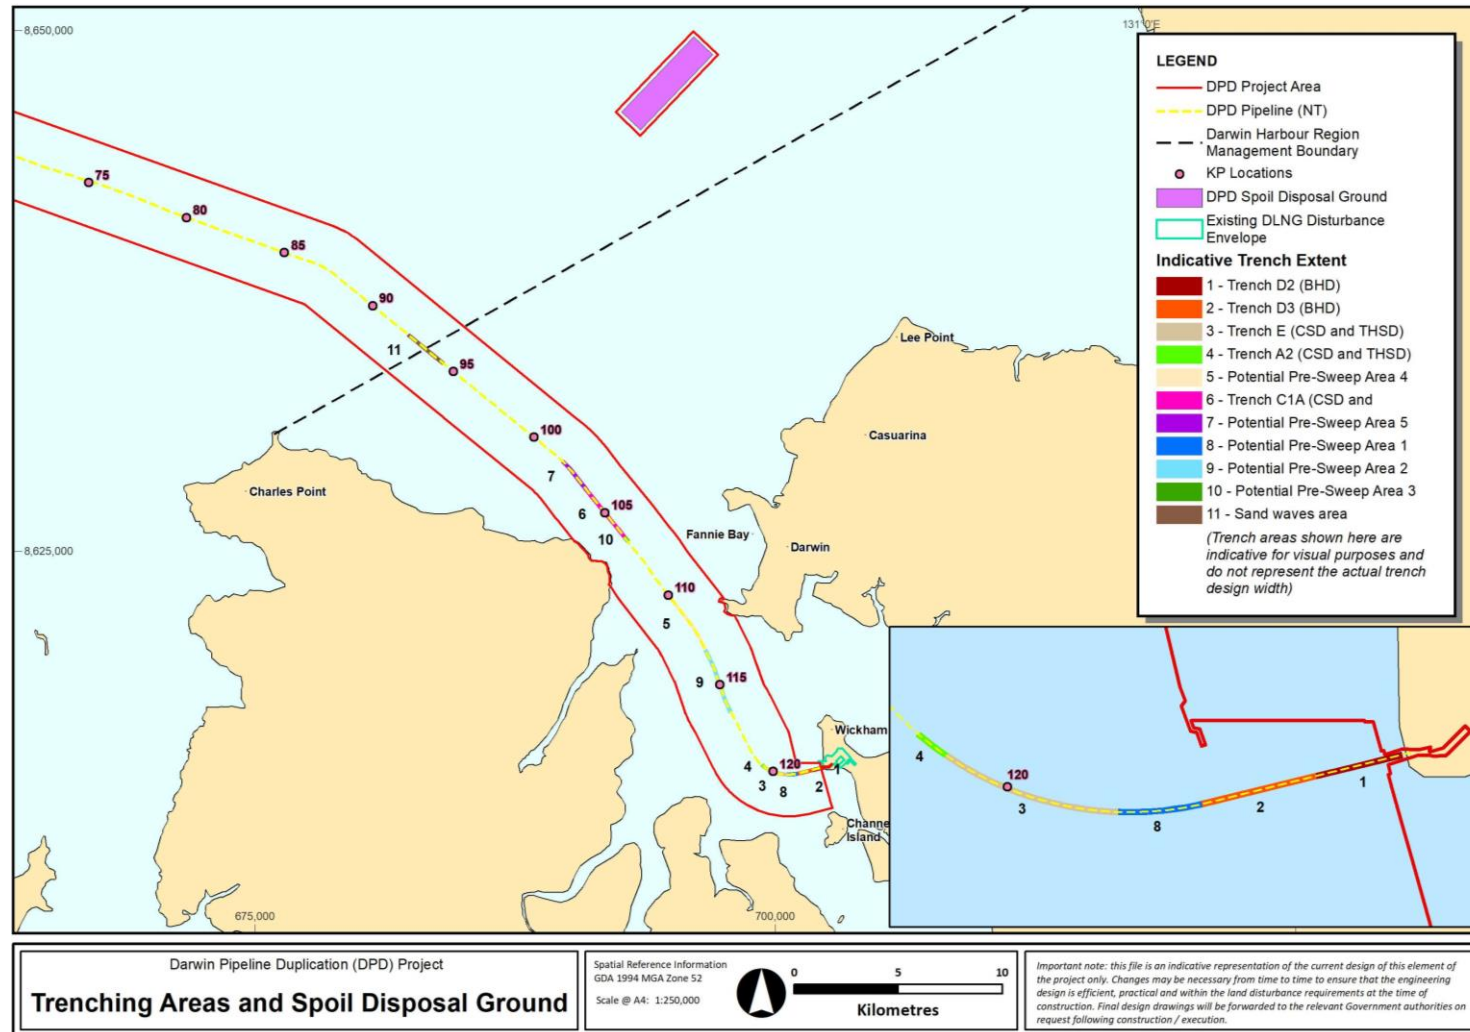 8,650,000
131°0'E
75
80
85
90
11
95
100
7
105
6
10
110
5
115
9
4
120
3
8
2
1
Lee Point
Casuarina
Charles Point
Fannie Bay
Darwin
8,625,000
Wickham
Channe
Island
675,000
700,000
LEGEND
DPD Project Area
DPD Pipeline (NT)
Darwin Harbour Region
Management Boundary
KP Locations
DPD Spoil Disposal Ground
Existing DLNG Disturbance
Envelope
Indicative Trench Extent
1 - Trench D2 (BHD)
2 - Trench D3 (BHD)
3 - Trench E (CSD and THSD)
4 - Trench A2 (CSD and THSD)
5 - Potential Pre-Sweep Area 4
6 - Trench C1A (CSD and
7 - Potential Pre-Sweep Area 5
8 - Potential Pre-Sweep Area 1
9 - Potential Pre-Sweep Area 2
10 - Potential Pre-Sweep Area 3
11 - Sand waves area
(Trench areas shown here are
indicative for visual purposes and
do not represent the actual trench
design width)
4
120
3
8
2
1
Darwin Pipeline Duplication (DPD) Project
Trenching Areas and Spoil Disposal Ground
Spatial Reference Information
GDA 1994 MGA Zone 52
Scale @ A4: 1:250,000
0 5 10
Kilometres
Important note: this file is an indicative representation of the current design of this element of
the project only. Changes may be necessary from time to time to ensure that the engineering
design is efficient, practical and within the land disturbance requirements at the time of
construction. Final design drawings will be forwarded to the relevant Government authorities on
request following construction / execution.